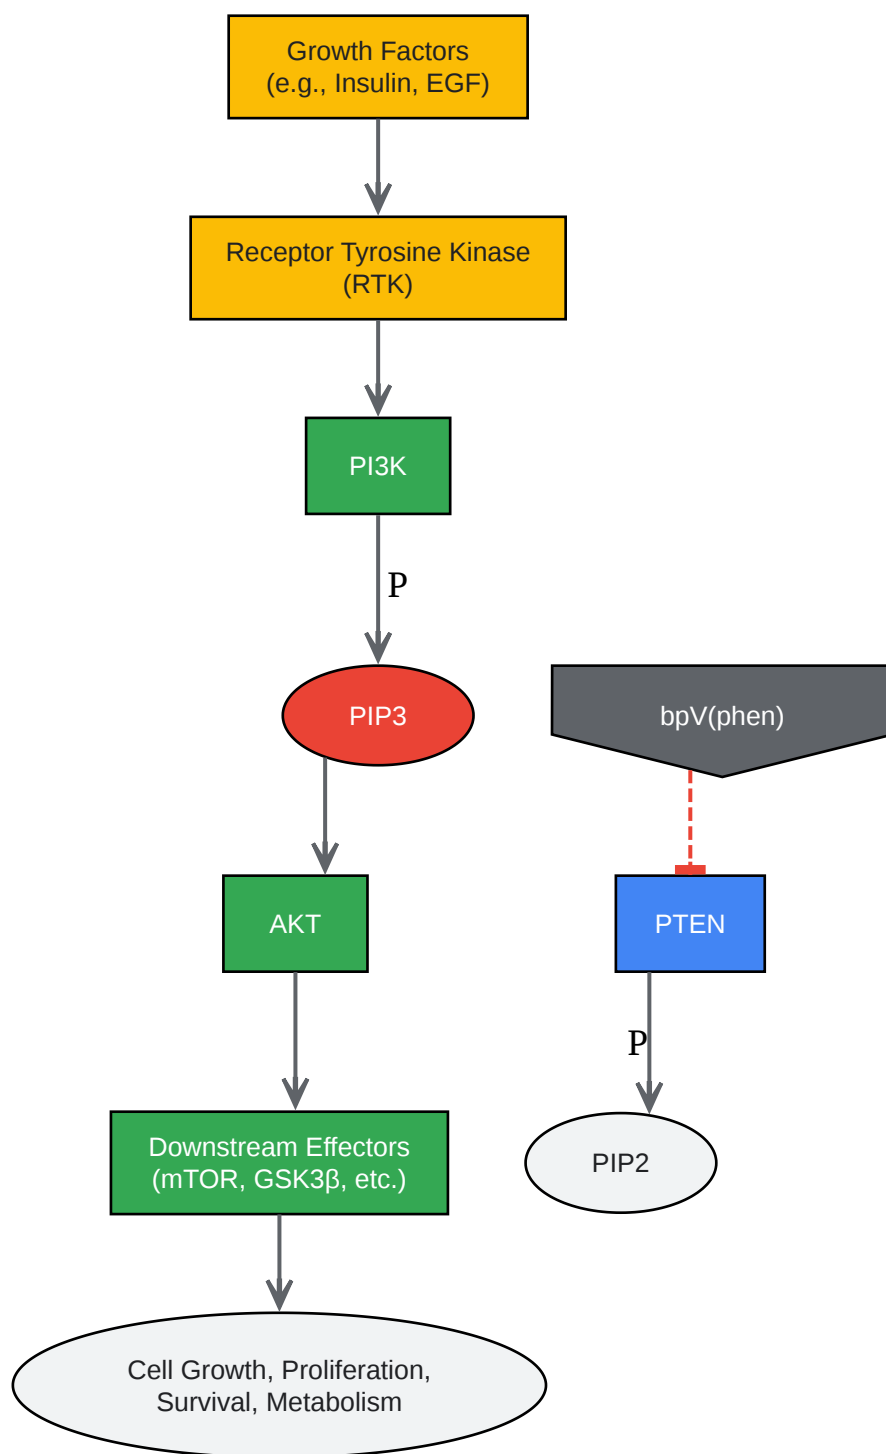 Growth Factors
(e.g., Insulin, EGF)
Receptor Tyrosine Kinase
(RTK)
PI3K
P
PIP3
bpV(phen)
AKT
PTEN
P
Downstream Effectors
(mTOR, GSK3β, etc.)
PIP2
Cell Growth, Proliferation,
Survival, Metabolism